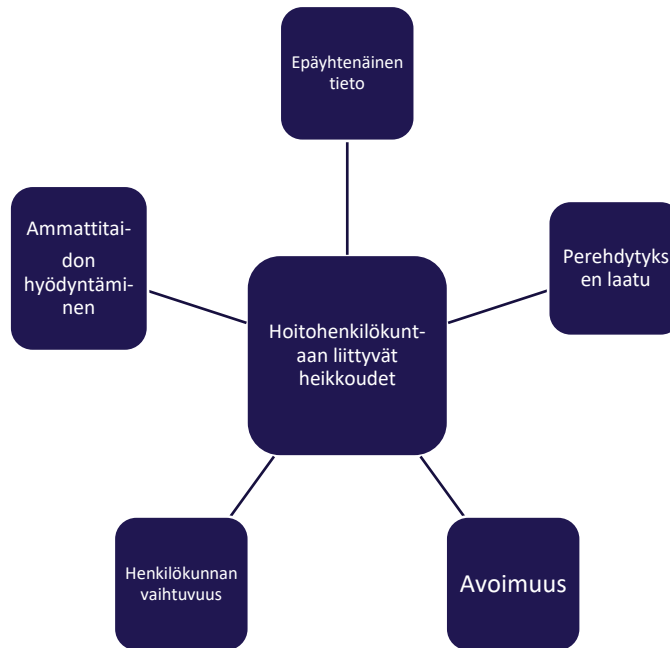 Epäyhtenäinen
tieto
Ammattitai-
don
hyödyntämi-
nen
Perehdytyks
en laatu
Hoitohenkilökunt-
aan liittyvät
heikkoudet
Henkilökunnan
vaihtuvuus
Avoimuus